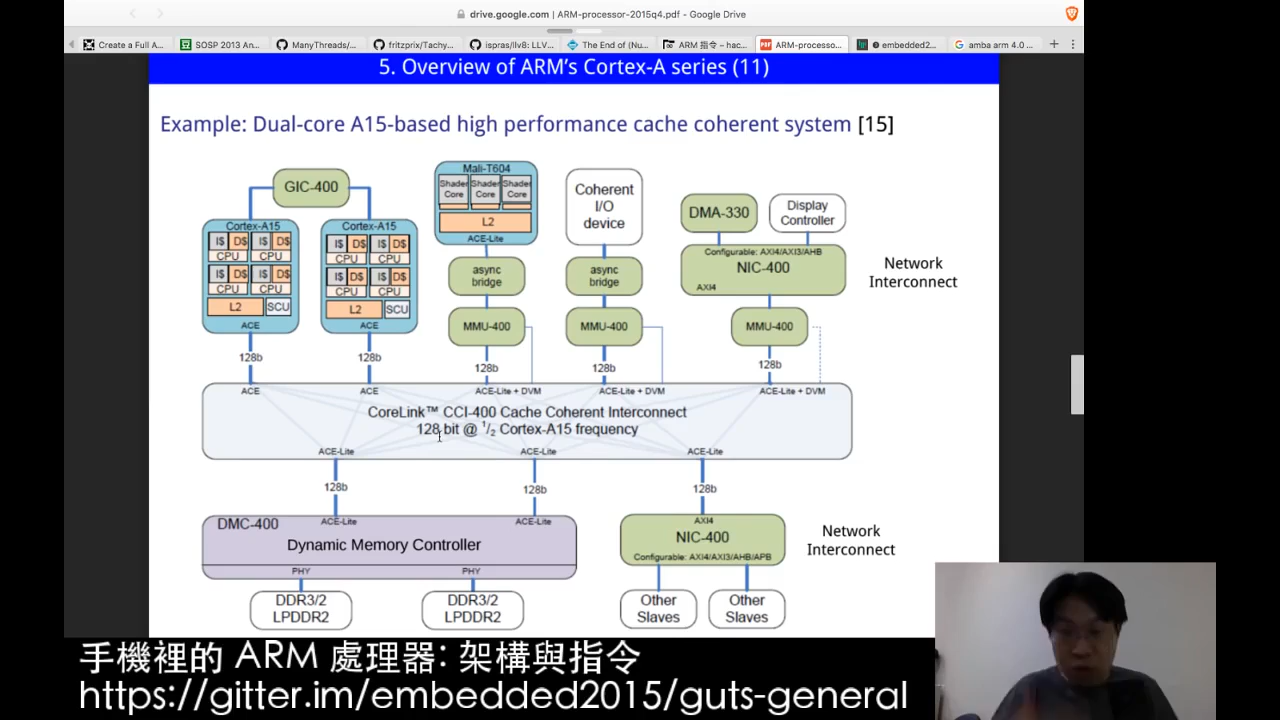 drive.google.com | ARM-processor-2015q4.pdf - Google Drive
Create a Full A...
SOSP 2013 An...
ManyThreads/...
fritzprix/Tachy...
ispras/llv8: LLV...
The End of (Nu...
ARM 指令 – hac...
ARM-processo...
embedded2...
amba arm 4.0 ...
5. Overview of ARM's Cortex-A series (11)
Example: Dual-core A15-based high performance cache coherent system [15]
GIC-400
Cortex-A15
I$ D$ I$ D$
CPU CPU
I$ D$ I$ D$
CPU CPU
L2 SCU
ACE
Cortex-A15
I$ D$ I$ D$
CPU CPU
I$ D$ I$ D$
CPU CPU
L2 SCU
ACE
Mali-T604
Shader Shader Shader
Core Core Core
L2
ACE-Lite
async
bridge
MMU-400
Coherent
I/O
device
async
bridge
MMU-400
DMA-330
Display
Controller
Configurable: AXI4/AXI3/AHB
NIC-400
AXI4
MMU-400
Network
Interconnect
128b 128b 128b 128b 128b
ACE ACE ACE-Lite + DVM ACE-Lite + DVM ACE-Lite + DVM
CoreLink™ CCI-400 Cache Coherent Interconnect
128 bit @ 1/2 Cortex-A15 frequency
ACE-Lite ACE-Lite ACE-Lite
128b 128b 128b
DMC-400 ACE-Lite ACE-Lite
Dynamic Memory Controller
PHY PHY
DDR3/2
LPDDR2
DDR3/2
LPDDR2
AXI4
NIC-400
Configurable: AXI4/AXI3/AHB/APB
Other
Slaves
Other
Slaves
Network
Interconnect
手機裡的 ARM 處理器: 架構與指令
https://gitter.im/embedded2015/guts-general